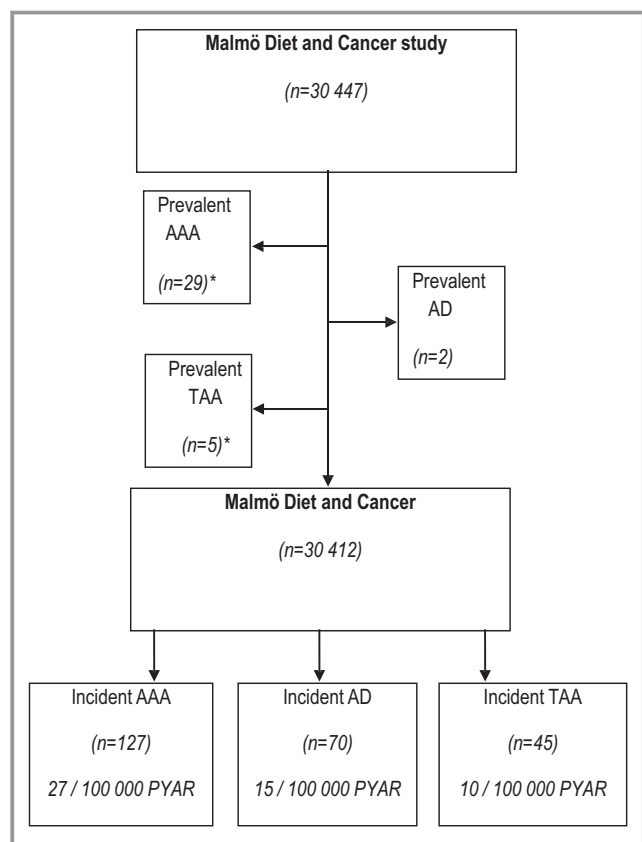 Malmö Diet and Cancer study
(n=30 447)
Prevalent
AAA
(n=29)*
Prevalent
AD
(n=2)
Prevalent
TAA
(n=5)*
Malmö Diet and Cancer
(n=30 412)
Incident AAA
(n=127)
27 / 100 000 PYAR
Incident AD
(n=70)
15 / 100 000 PYAR
Incident TAA
(n=45)
10 / 100 000 PYAR